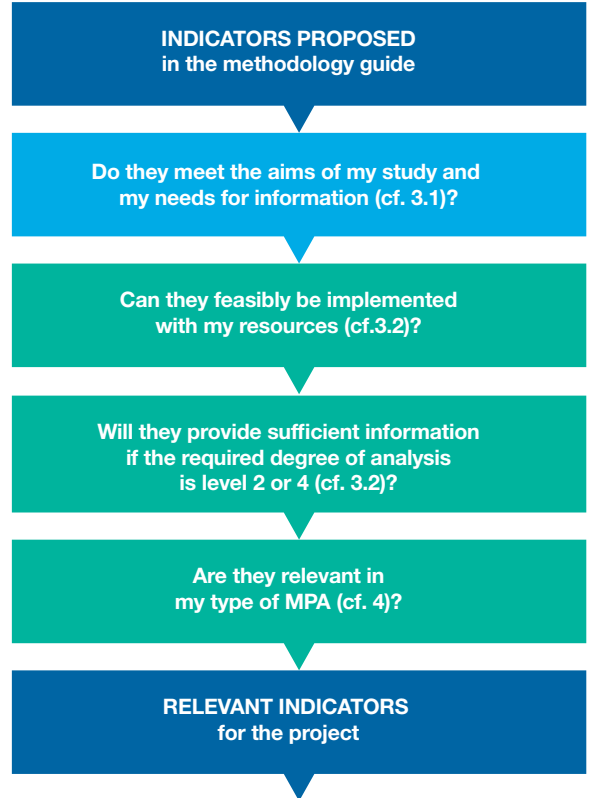 INDICATORS PROPOSED
in the methodology guide
Do they meet the aims of my study and
my needs for information (cf. 3.1)?
Can they feasibly be implemented
with my resources (cf.3.2)?
Will they provide sufficient information
if the required degree of analysis
is level 2 or 4 (cf. 3.2)?
Are they relevant in
my type of MPA (cf. 4)?
RELEVANT INDICATORS
for the project